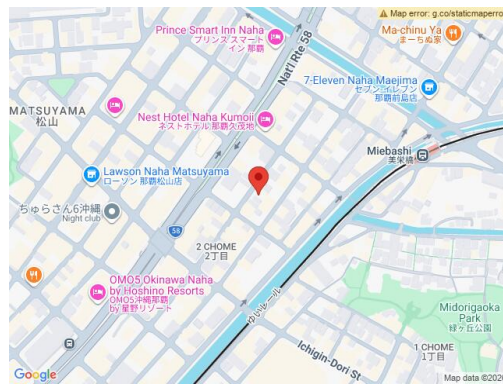 Map error: g.co/staticmaperro
Prince Smart Inn Naha
プリンス スマート
イン 那覇
Nat'l Rte 58
Ma-chinu Ya
まーちぬ家
7-Eleven Naha Maejima
セブン-イレブン
那覇前島店
MATSUYAMA
松山
Nest Hotel Naha Kumoji
ネストホテル那覇久茂地
Miebashi
美栄橋
Lawson Naha Matsuyama
ローソン 那覇松山店
ちゅらさん6沖縄
Night club
58
2 CHOME
2丁目
OMO5 Okinawa Naha
by Hoshino Resorts
OMO5沖縄那覇
by 星野リゾート
ゆいレール
Midorigaoka
Park
緑ヶ丘公園
1 CHOME
1丁目
Ichigin-Dori St
Google
Map data ©202